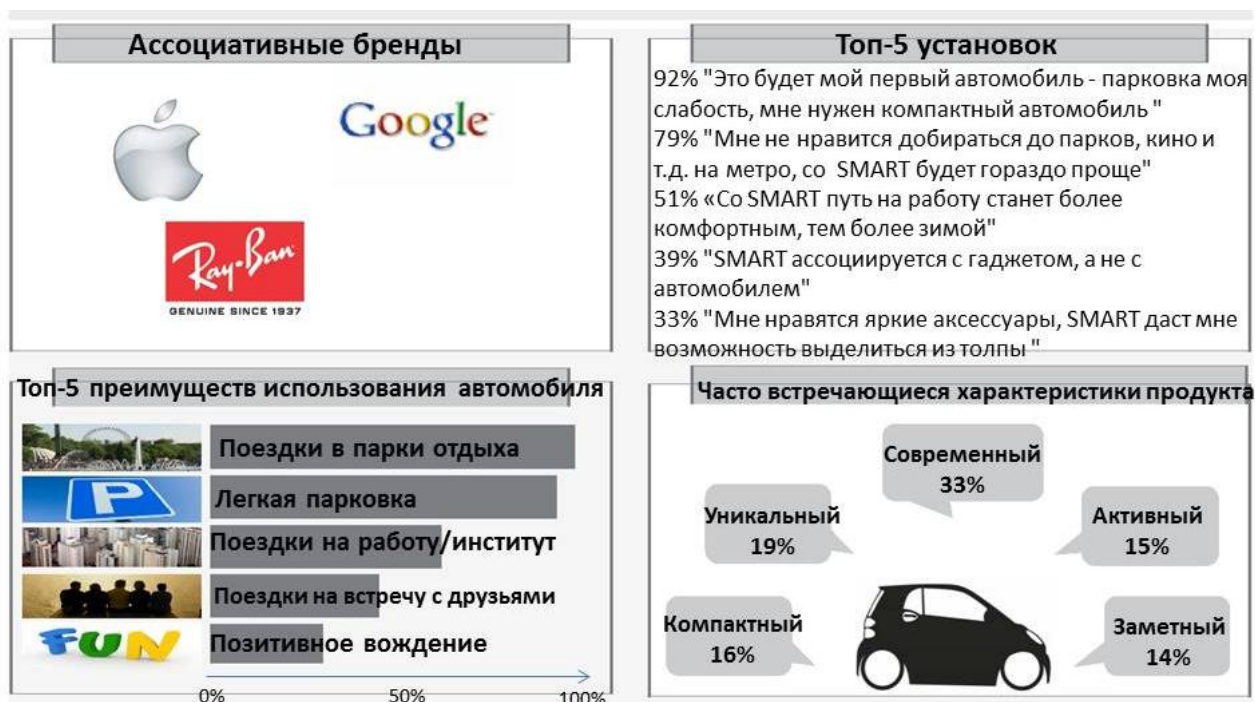 Ассоциативные бренды
Google
Ray-Ban
GENUINE SINCE 1937
Топ-5 установок
92% "Это будет мой первый автомобиль - парковка моя
слабость, мне нужен компактный автомобиль "
79% "Мне не нравится добираться до парков, кино и
т.д. на метро, со SMART будет гораздо проще"
51% «Со SMART путь на работу станет более
комфортным, тем более зимой"
39% "SMART ассоциируется с гаджетом, а не с
автомобилем"
33% "Мне нравятся яркие аксессуары, SMART даст мне
возможность выделиться из толпы "
Топ-5 преимуществ использования автомобиля
Поездки в парки отдыха
P
Легкая парковка
Поездки на работу/институт
Поездки на встречу с друзьями
FUN
Позитивное вождение
0% 50% 100%
Часто встречающиеся характеристики продукта
Современный
33%
Уникальный
19%
Активный
15%
Компактный
16%
Заметный
14%